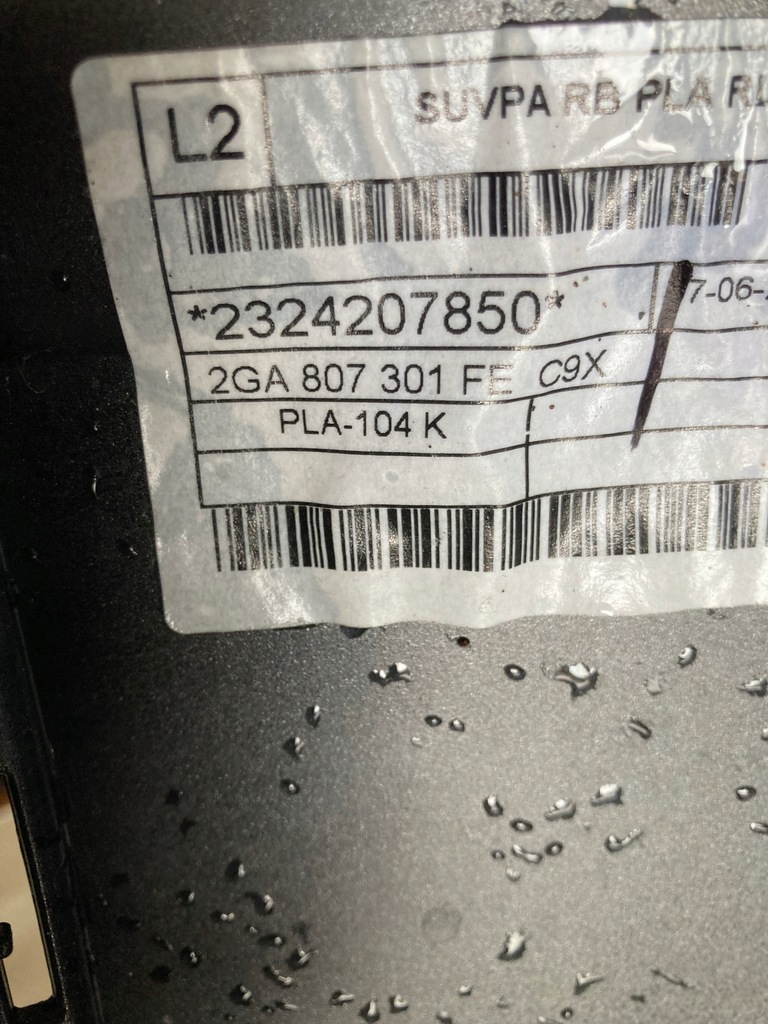 L2
SUVPA RB PLA
*2324207850*
7-06-
2GA 807 301 FE C9X
PLA-104 K